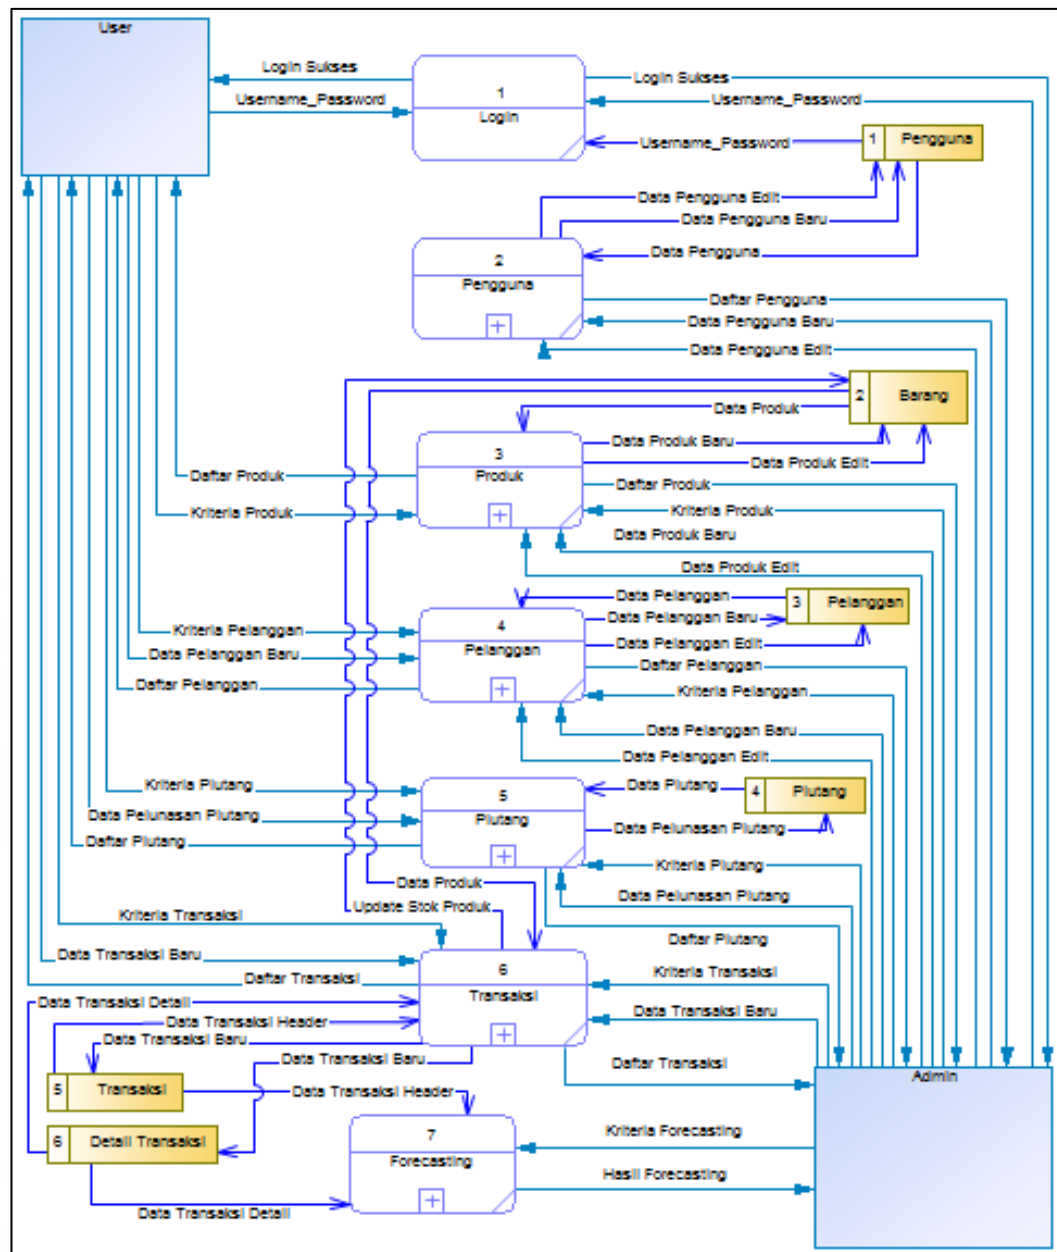 User
Login Sukses
Username_Password
1
Login
Login Sukses
Username_Password
Username_Password
1 Pengguna
Data Pengguna Edit
Data Pengguna Baru
Data Pengguna
2
Pengguna
Daftar Pengguna
Data Pengguna Baru
Data Pengguna Edit
2 Barang
Data Produk
3
Produk
Data Produk Baru
Data Produk Edit
Daftar Produk
Kriteria Produk
Daftar Produk
Kriteria Produk
Data Produk Baru
Data Produk Edit
3 Pelanggan
Data Pelanggan
Data Pelanggan Baru
Data Pelanggan Edit
4
Pelanggan
Kriteria Pelanggan
Data Pelanggan Baru
Daftar Pelanggan
Daftar Pelanggan
Kriteria Pelanggan
Data Pelanggan Baru
Data Pelanggan Edit
Kriteria Piutang
Data Pelunasan Piutang
Daftar Piutang
5
Piutang
Data Piutang
4 Piutang
Data Pelunasan Piutang
Kriteria Piutang
Data Pelunasan Piutang
Daftar Piutang
Data Produk
Update Stok Produk
Kriteria Transaksi
Data Transaksi Baru
Daftar Transaksi
6
Transaksi
Kriteria Transaksi
Data Transaksi Baru
Daftar Transaksi
Data Transaksi Detail
Data Transaksi Header
Data Transaksi Baru
Data Transaksi Baru
5 Transaksi
Data Transaksi Header
6 Detail Transaksi
Data Transaksi Detail
7
Forecasting
Kriteria Forecasting
Hasil Forecasting
Admin